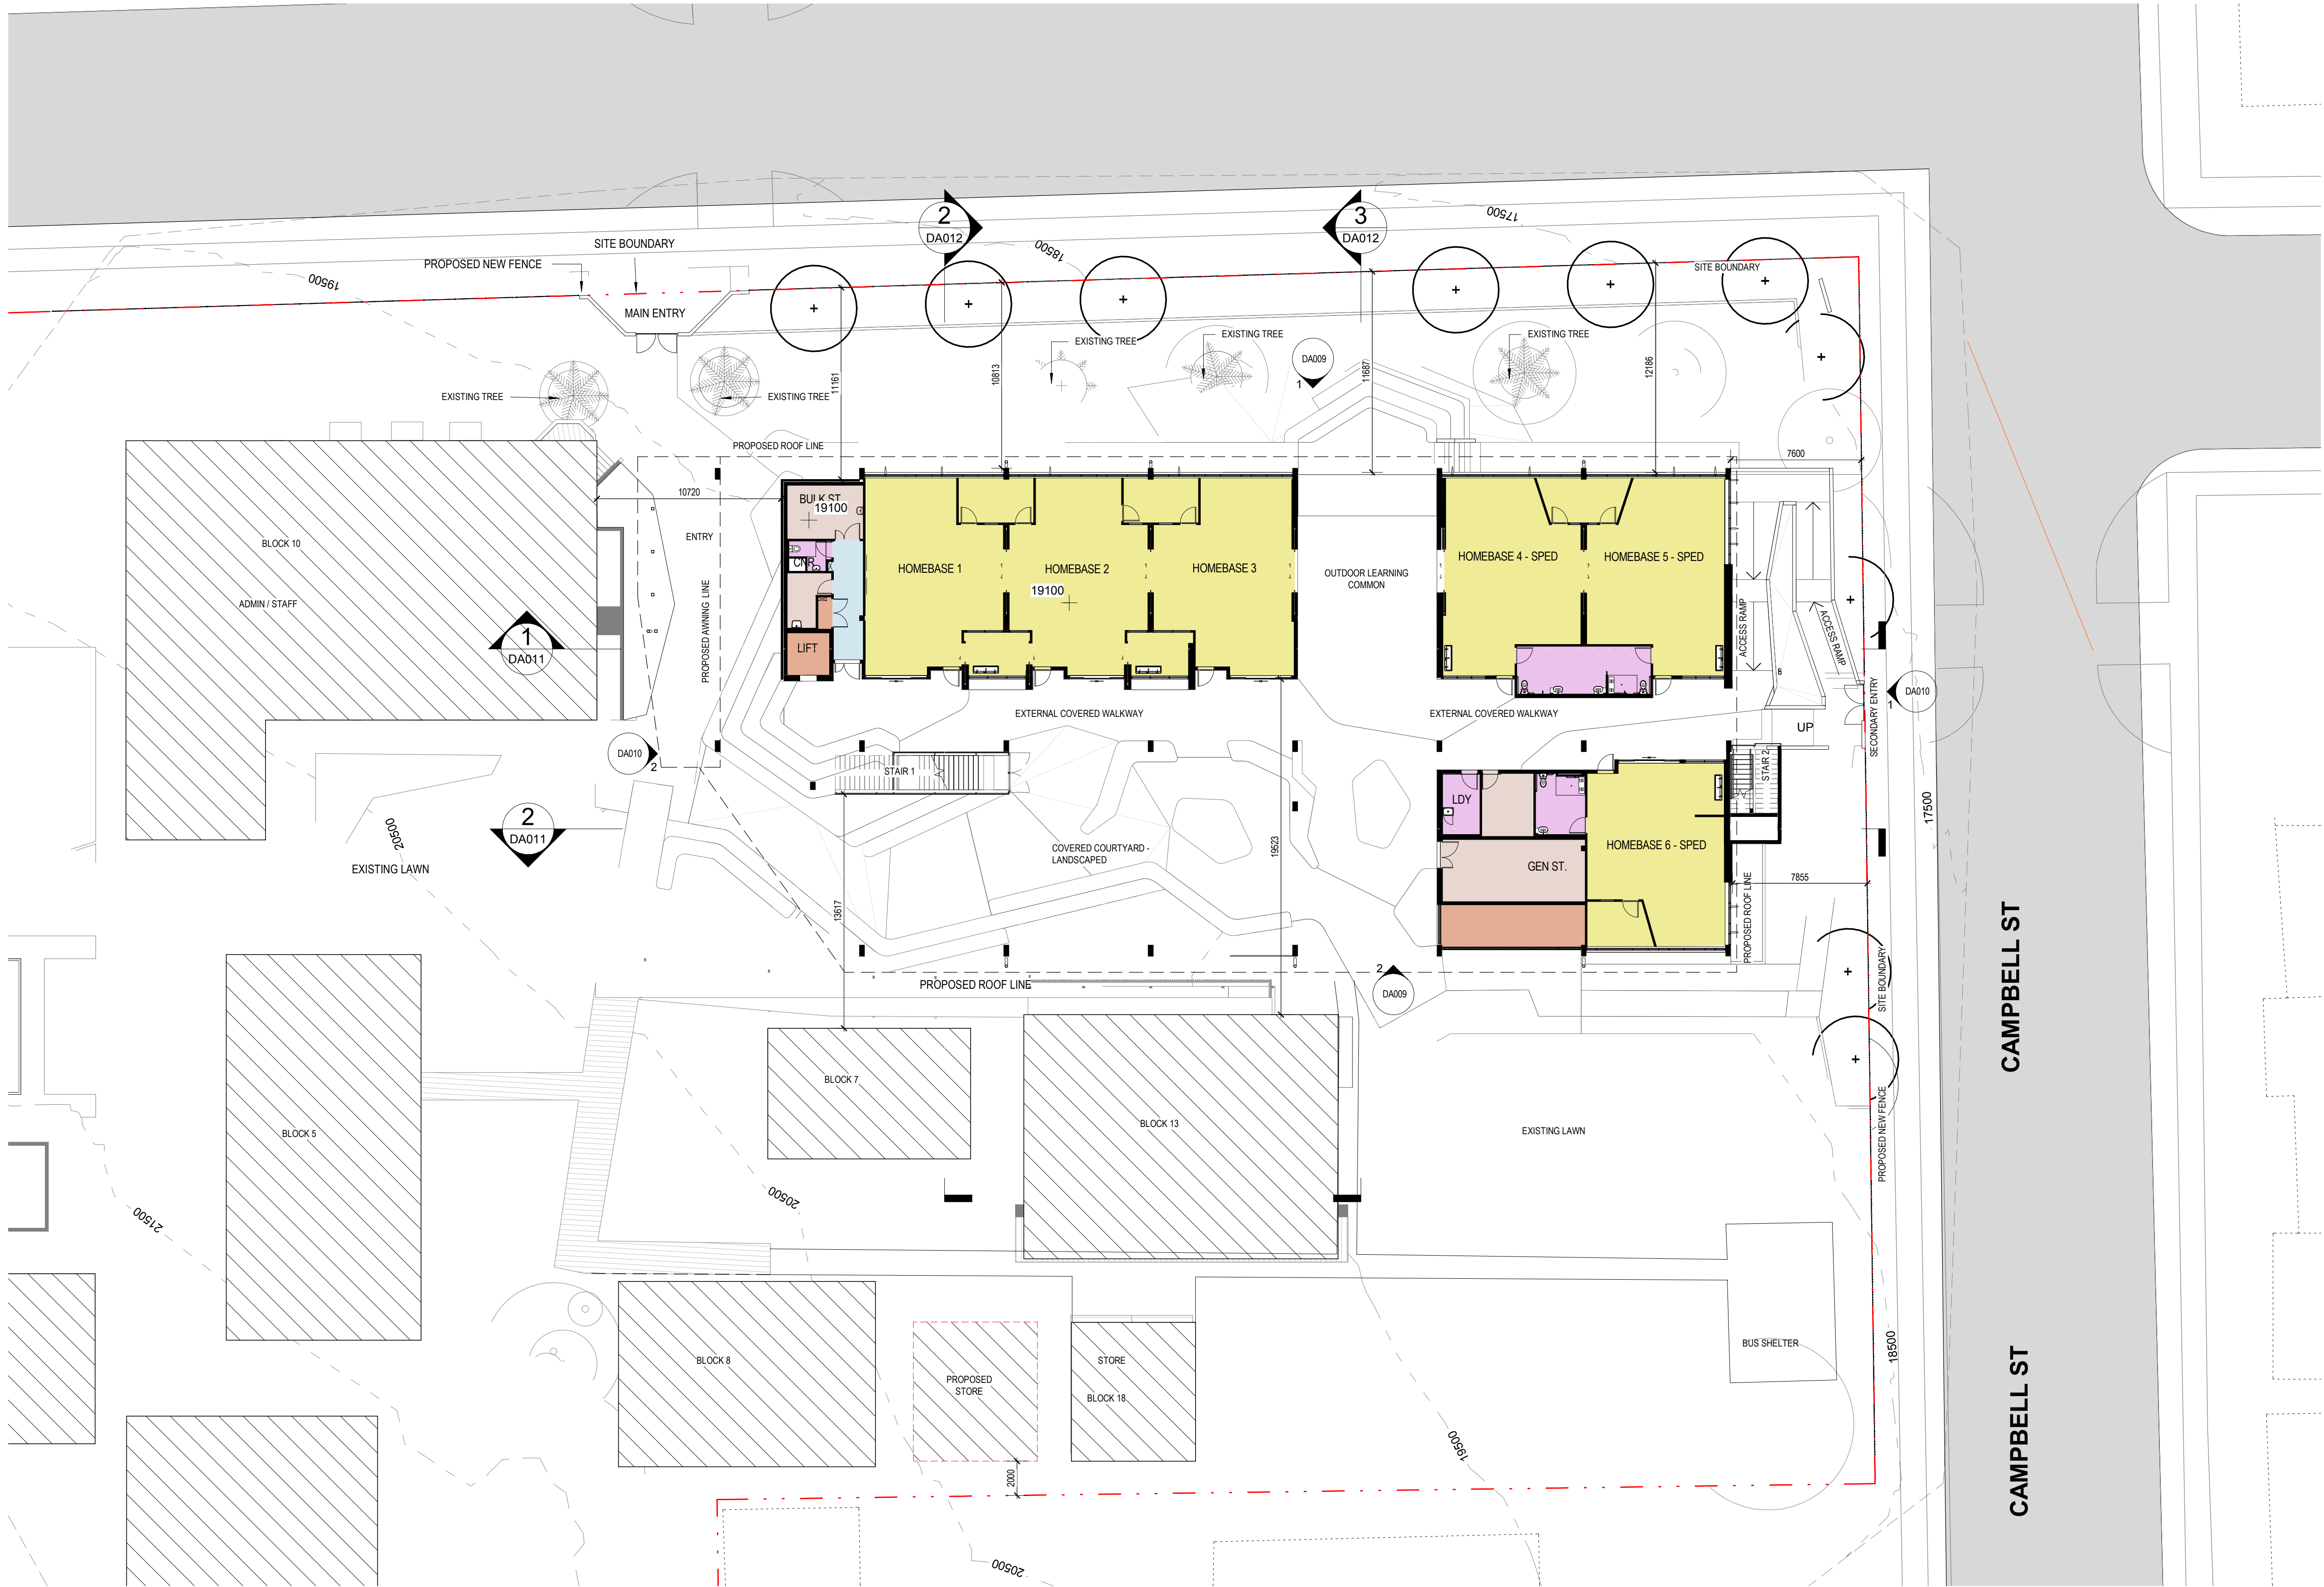 2
DA012
3
DA012
17500
18500
SITE BOUNDARY
PROPOSED NEW FENCE
19500
SITE BOUNDARY
MAIN ENTRY
EXISTING TREE
EXISTING TREE
EXISTING TREE
DA009
1
11161
10813
11687
12186
EXISTING TREE
EXISTING TREE
PROPOSED ROOF LINE
7600
10720
BULK ST.
19100
ENTRY
BLOCK 10
CNR
HOMEBASE 1
HOMEBASE 2
HOMEBASE 3
HOMEBASE 4 - SPED
HOMEBASE 5 - SPED
OUTDOOR LEARNING
COMMON
19100
ADMIN / STAFF
PROPOSED AWNING LINE
1
DA011
LIFT
ACCESS RAMP
ACCESS RAMP
DA010
1
SECONDARY ENTRY
EXTERNAL COVERED WALKWAY
EXTERNAL COVERED WALKWAY
UP
DA010
2
STAIR 1
STAIR 2
LDY
2
DA011
20500
17500
COVERED COURTYARD -
LANDSCAPED
19523
HOMEBASE 6 - SPED
GEN ST.
EXISTING LAWN
7855
13617
PROPOSED ROOF LINE
2
DA009
PROPOSED ROOF LINE
SITE BOUNDARY
CAMPBELL ST
BLOCK 7
BLOCK 13
BLOCK 5
EXISTING LAWN
PROPOSED NEW FENCE
20500
21500
BUS SHELTER
18500
BLOCK 8
PROPOSED
STORE
STORE
BLOCK 18
19500
2000
CAMPBELL ST
20500